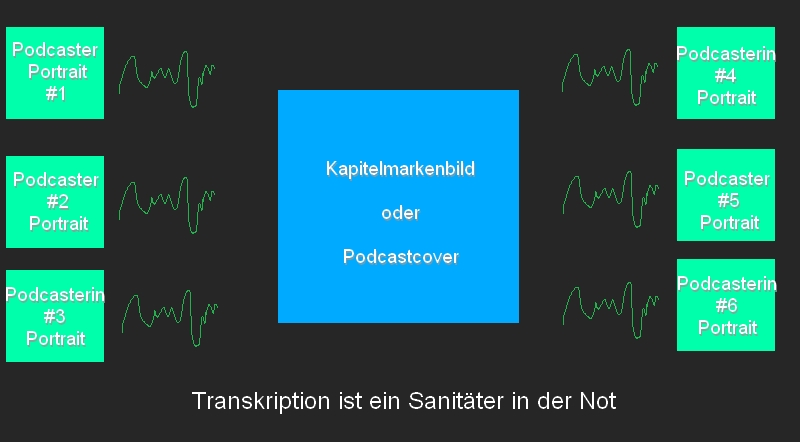 Podcaster
Portrait
#1
Podcaster
#2
Portrait
Podcasterin
#3
Portrait
Kapitelmarkenbild
oder
Podcastcover
Podcasterin
#4
Portrait
Podcaster
#5
Portrait
Podcasterin
#6
Portrait
Transkription ist ein Sanitäter in der Not